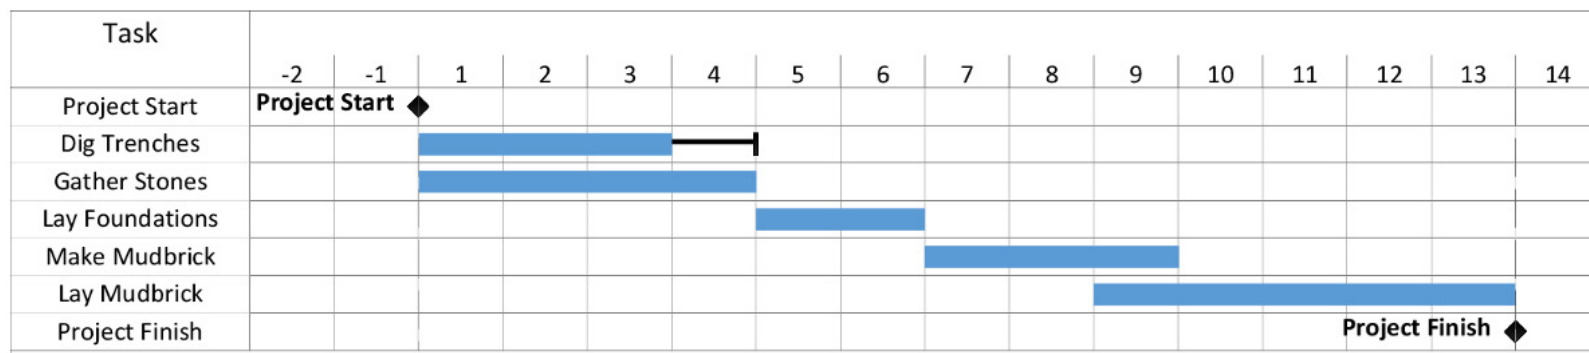 Task
-2 -1 1 2 3 4 5 6 7 8 9 10 11 12 13 14
Project Start Project Start
Dig Trenches
Gather Stones
Lay Foundations
Make Mudbrick
Lay Mudbrick
Project Finish Project Finish